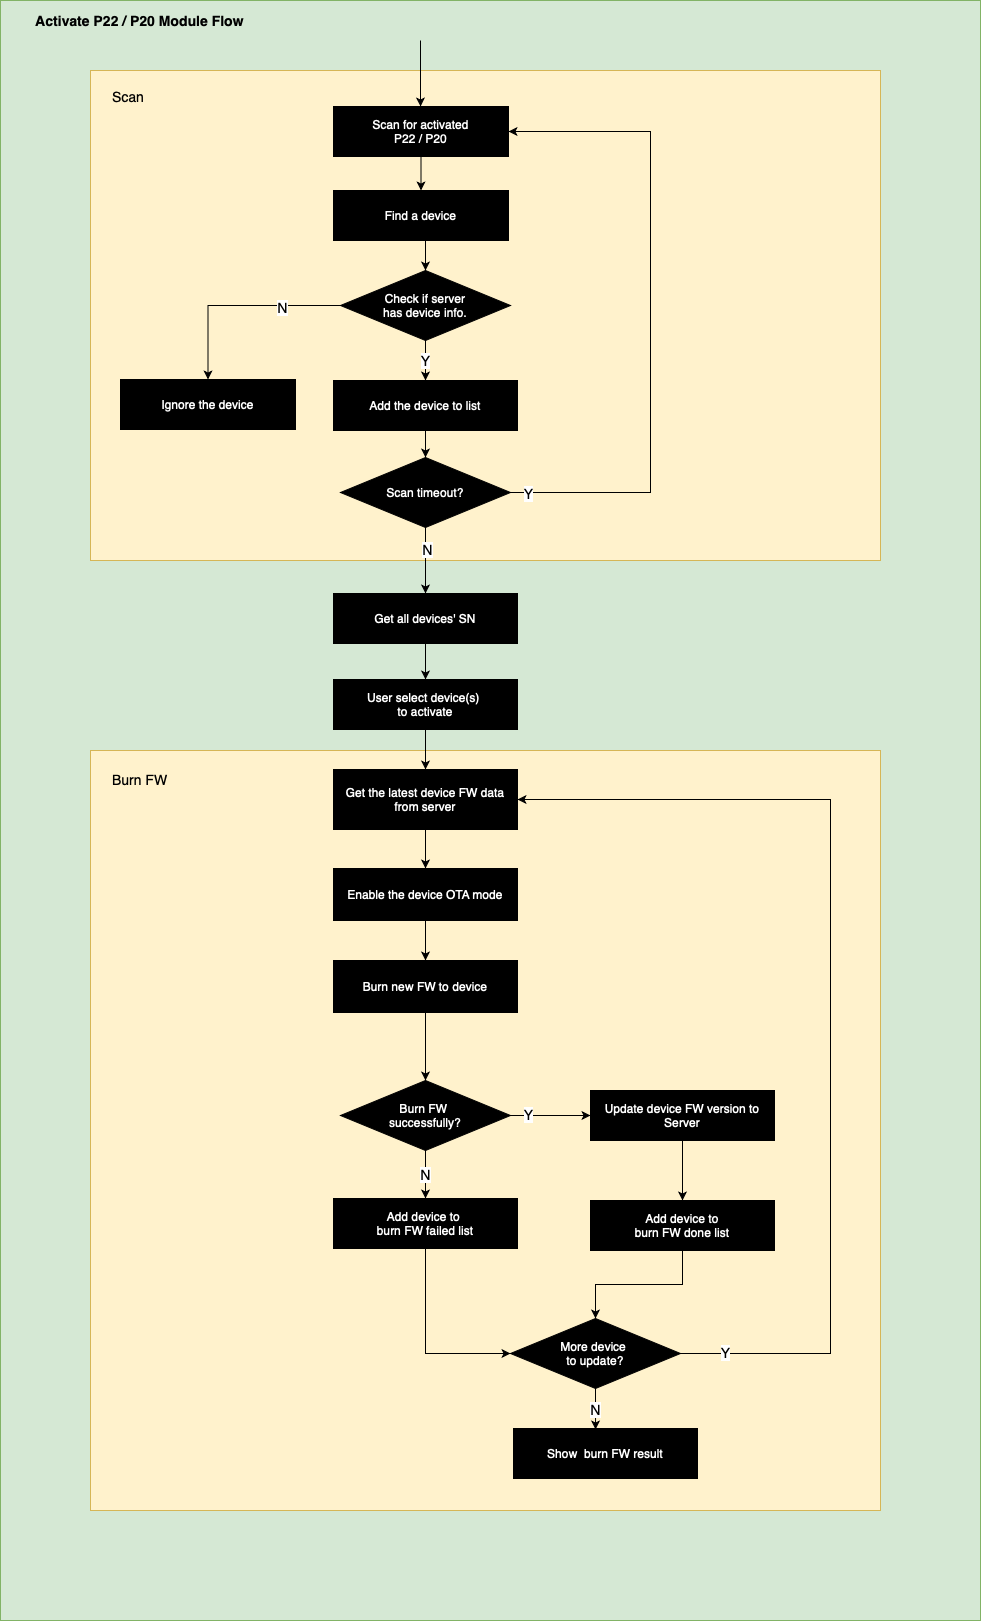 Activate P22 / P20 Module Flow
Scan
Scan for activated
P22 / P20
Find a device
Check if server
has device info.
N
Y
Ignore the device
Add the device to list
Scan timeout?
Y
N
Get all devices' SN
User select device(s)
to activate
Burn FW
Get the latest device FW data
from server
Enable the device OTA mode
Burn new FW to device
Burn FW
successfully?
Y
Update device FW version to
Server
N
Add device to
burn FW failed list
Add device to
burn FW done list
More device
to update?
Y
N
Show  burn FW result